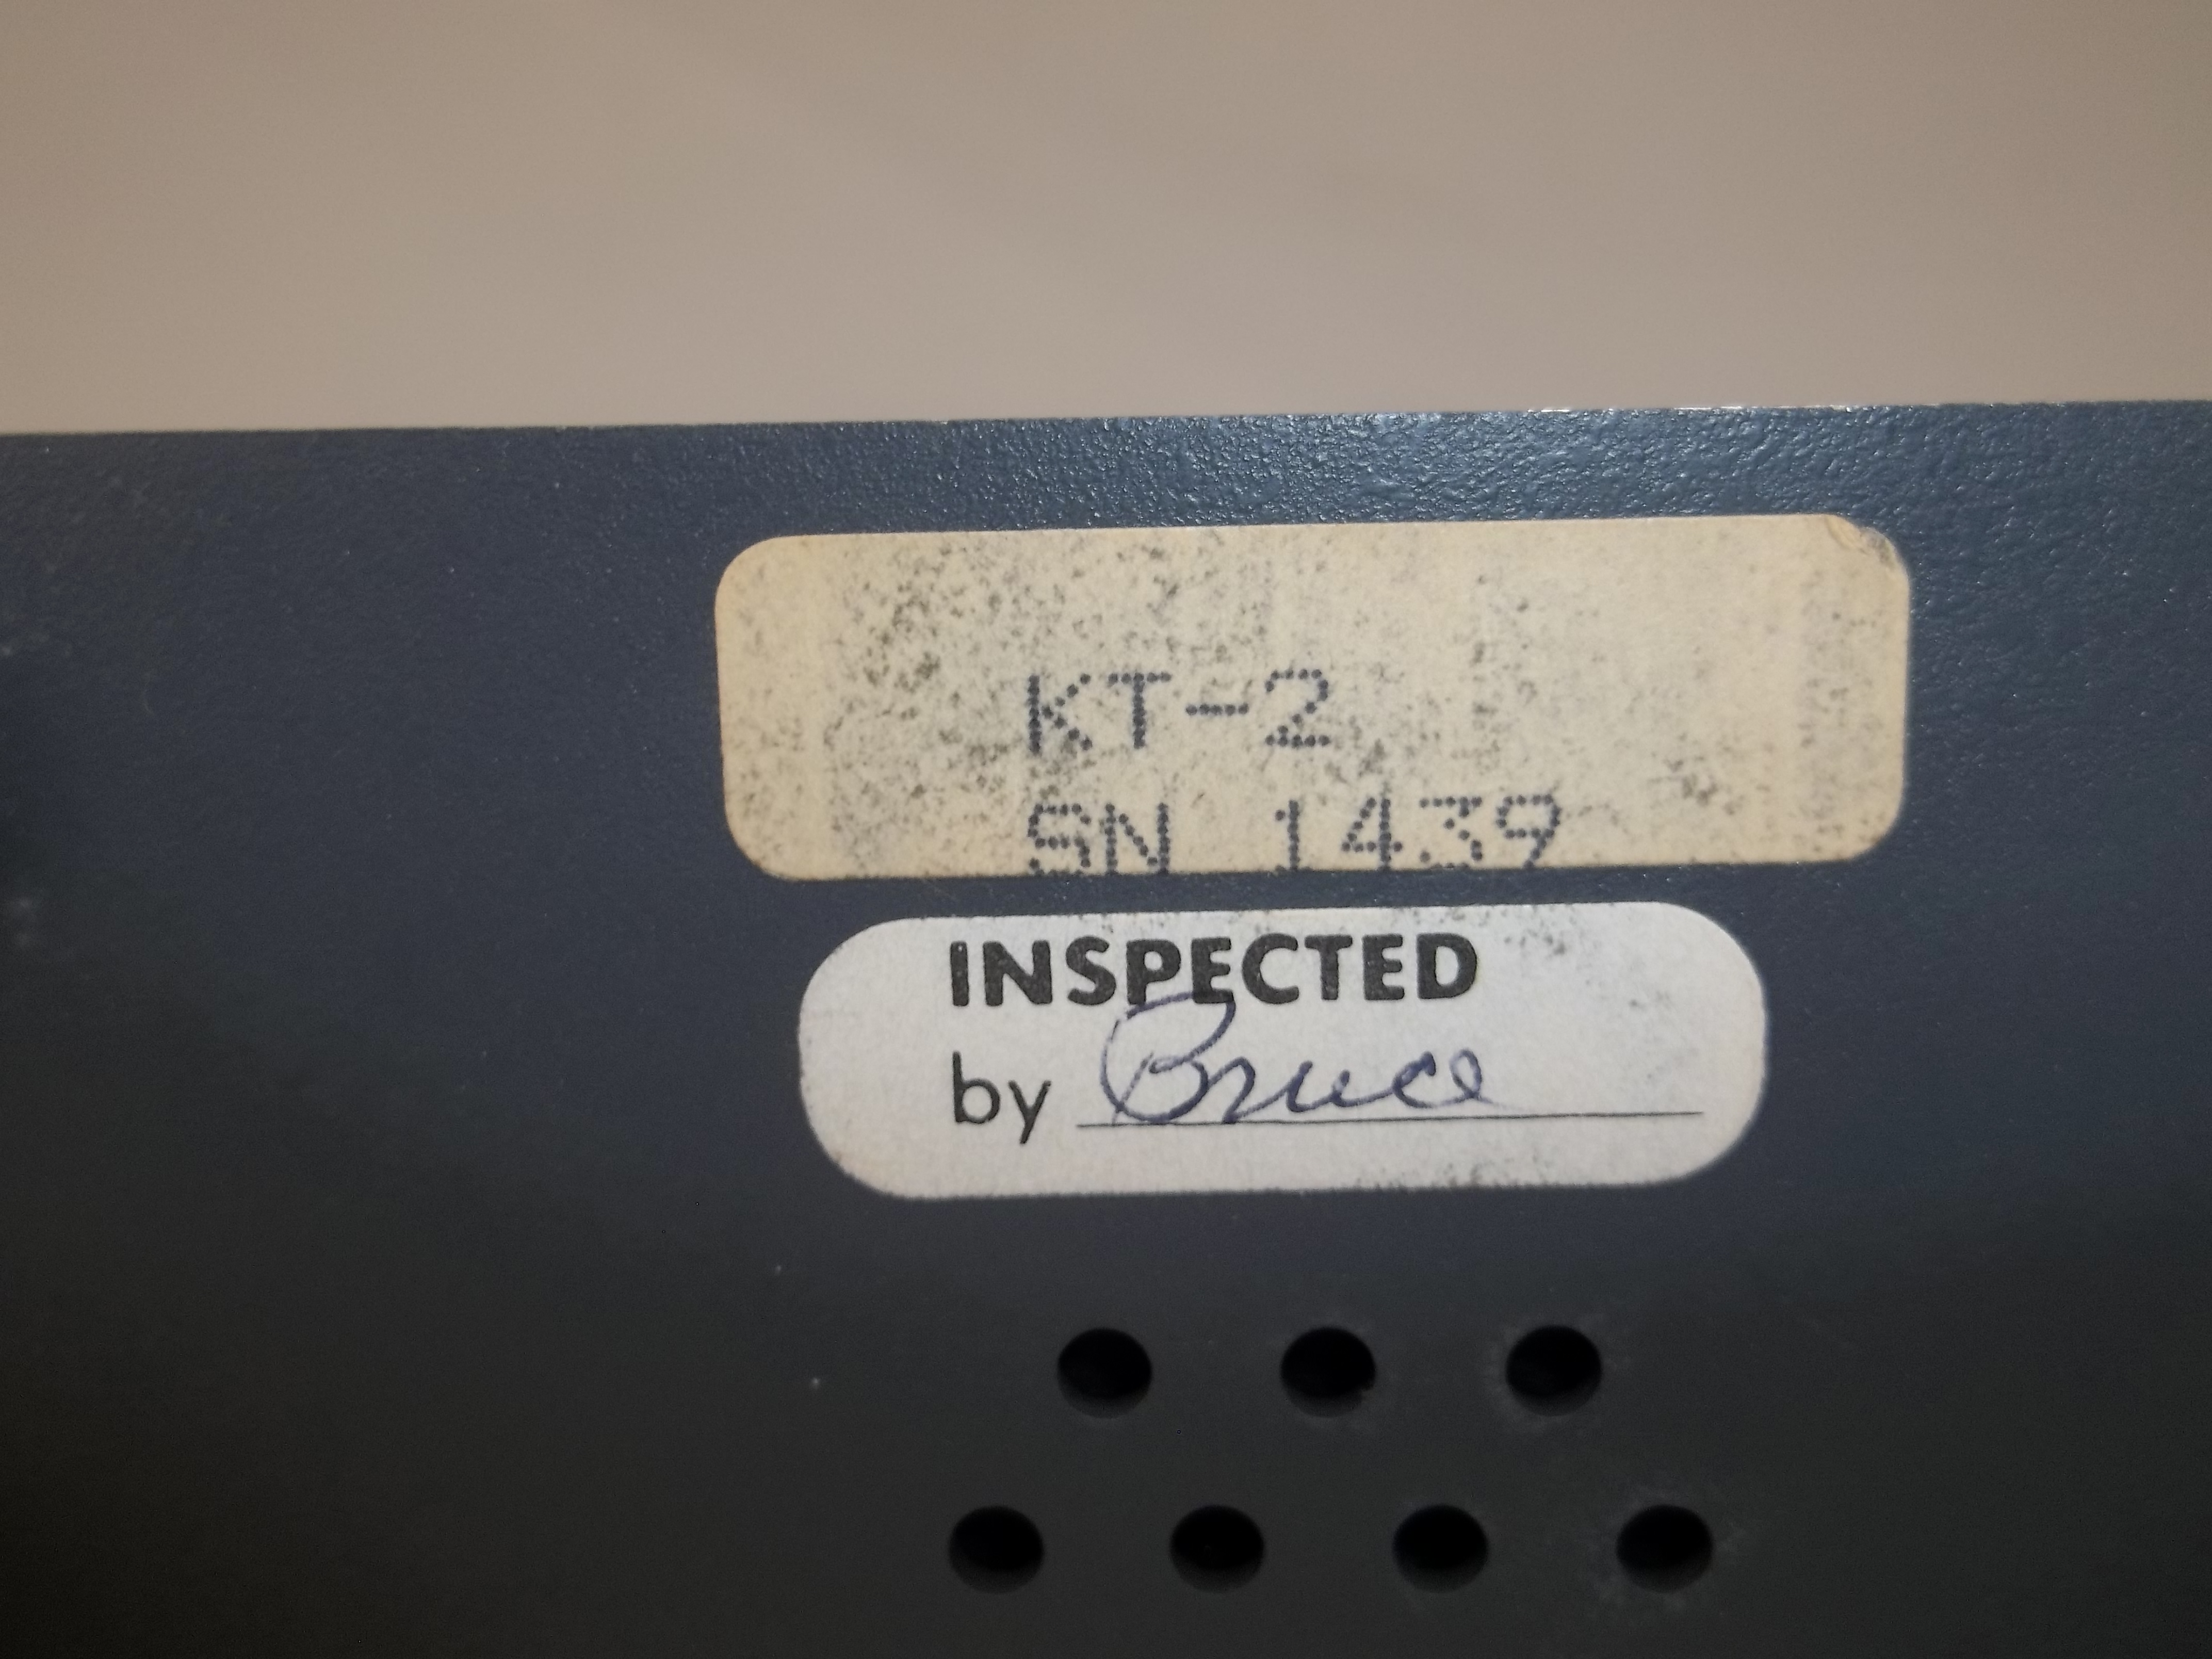 KT-2
SN 1439
INSPECTED
by Bruce